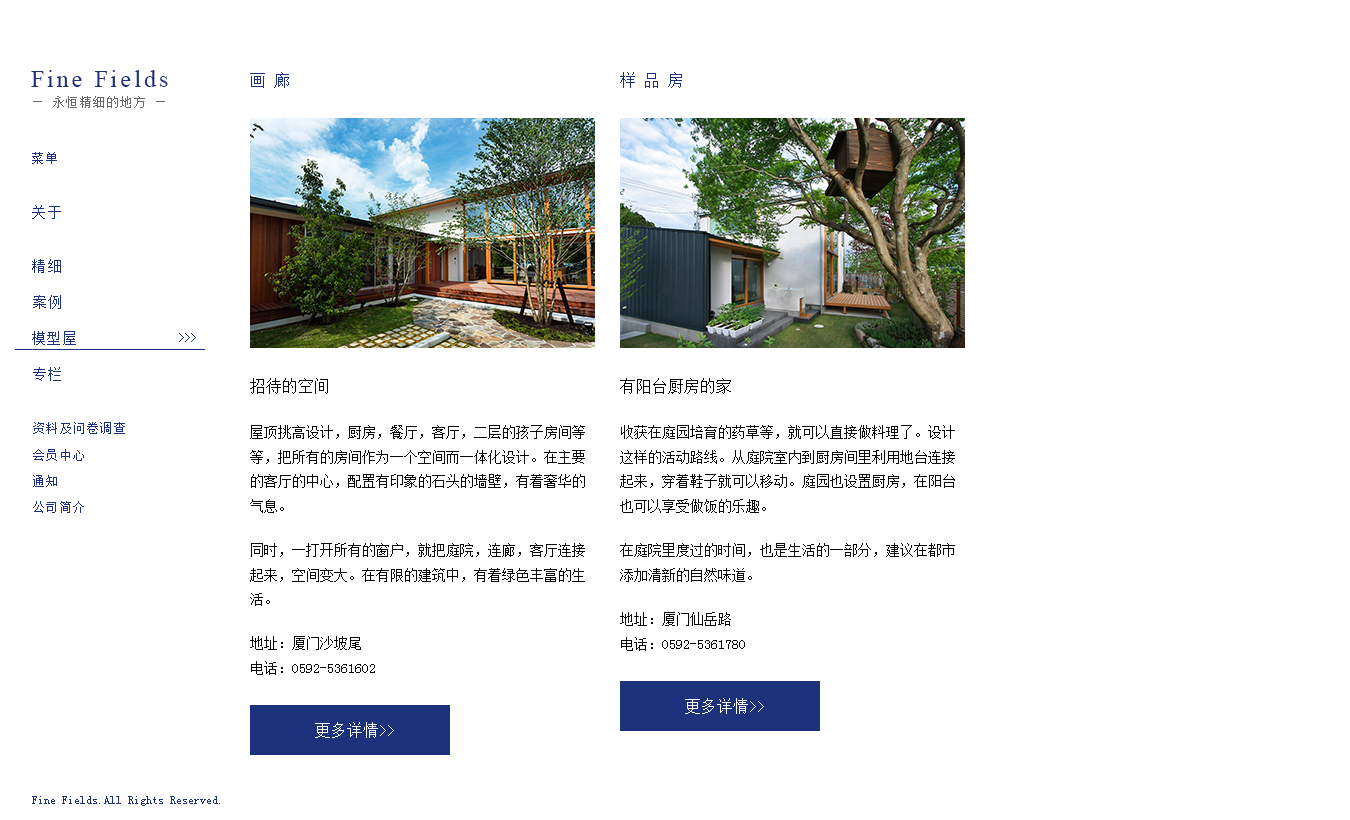 Fine Fields
— 永恒精细的地方 —
菜单
关于
精细
案例
模型屋 >>>
专栏
资料及问卷调查
会员中心
通知
公司简介
画 廊
招待的空间
屋顶挑高设计，厨房，餐厅，客厅，二层的孩子房间等
等，把所有的房间作为一个空间而一体化设计。在主要
的客厅的中心，配置有印象的石头的墙壁，有着奢华的
气息。
同时，一打开所有的窗户，就把庭院，连廊，客厅连接
起来，空间变大。在有限的建筑中，有着绿色丰富的生
活。
地址：厦门沙坡尾
电话：0592-5361602
更多详情>>
样 品 房
有阳台厨房的家
收获在庭园培育的药草等，就可以直接做料理了。设计
这样的活动路线。从庭院室内到厨房间里利用地台连接
起来，穿着鞋子就可以移动。庭园也设置厨房，在阳台
也可以享受做饭的乐趣。
在庭院里度过的时间，也是生活的一部分，建议在都市
添加清新的自然味道。
地址：厦门仙岳路
电话：0592-5361780
更多详情>>
Fine Fields.All Rights Reserved.